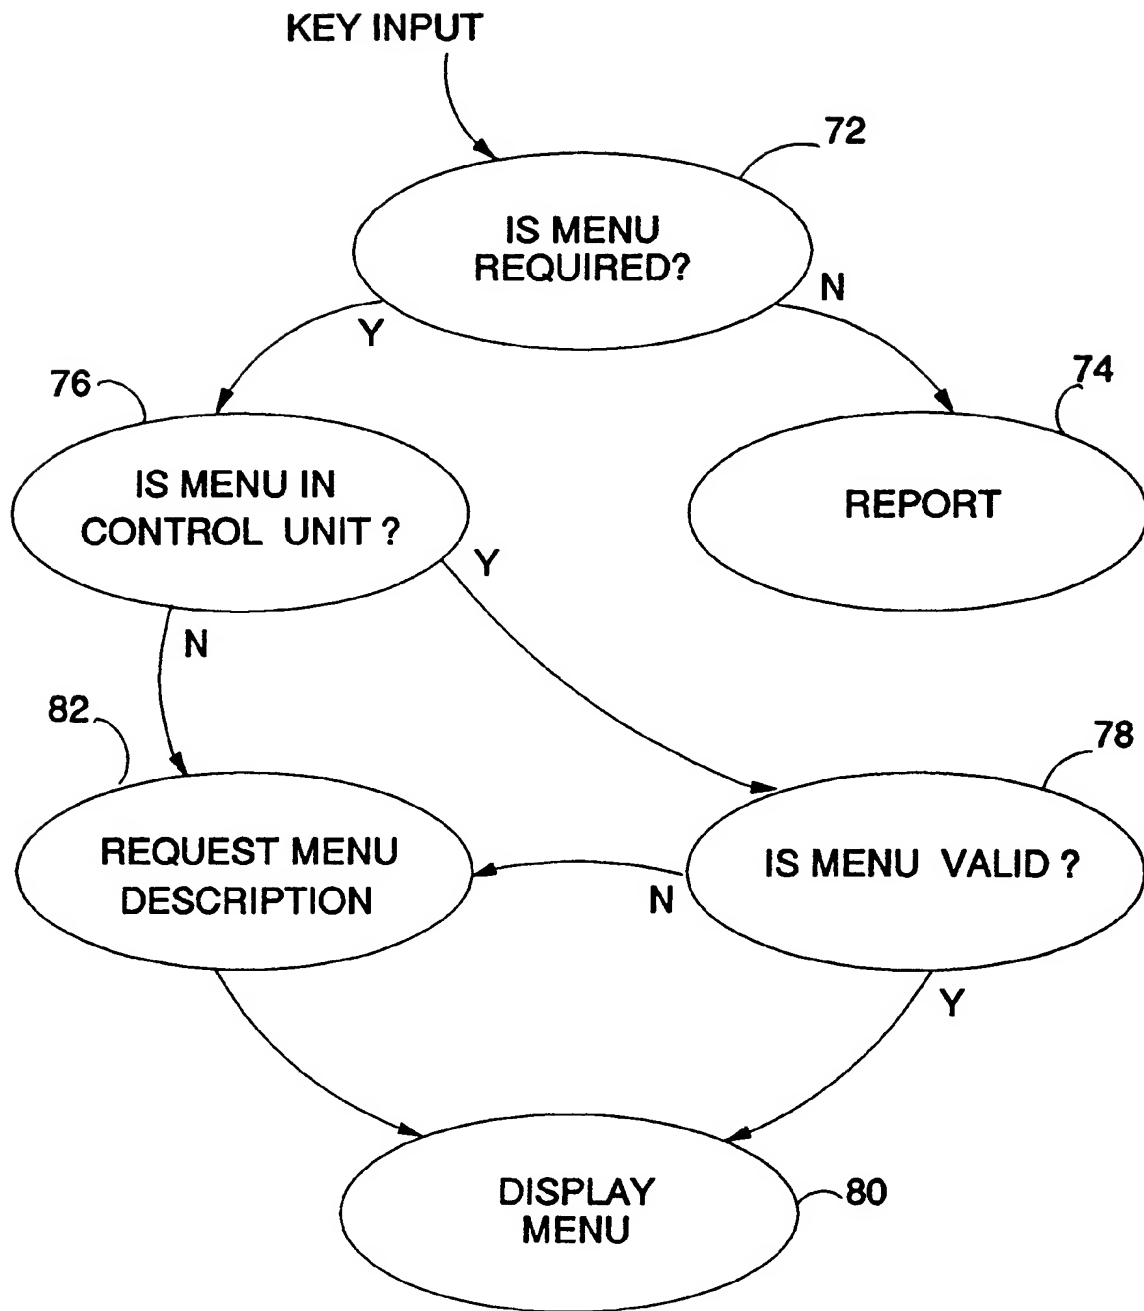 KEY INPUT
72
IS MENU
REQUIRED?
Y
N
76
74
IS MENU IN
CONTROL UNIT ?
REPORT
Y
N
82
78
REQUEST MENU
DESCRIPTION
IS MENU VALID ?
N
Y
DISPLAY
MENU
80